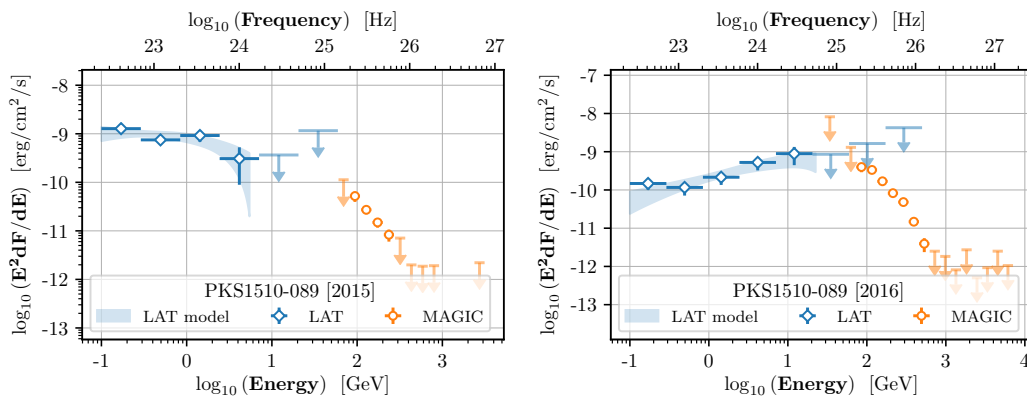 log₁₀ (Frequency) [Hz]
23 24 25 26 27
log₁₀ (E²dF/dE) [erg/cm²/s]
-8
-9
-10
-11
-12
-13
PKS1510-089 [2015]
LAT model LAT MAGIC
-1 0 1 2 3
log₁₀ (Energy) [GeV]
log₁₀ (Frequency) [Hz]
23 24 25 26 27
log₁₀ (E²dF/dE) [erg/cm²/s]
-7
-8
-9
-10
-11
-12
-13
PKS1510-089 [2016]
LAT model LAT MAGIC
-1 0 1 2 3 4
log₁₀ (Energy) [GeV]